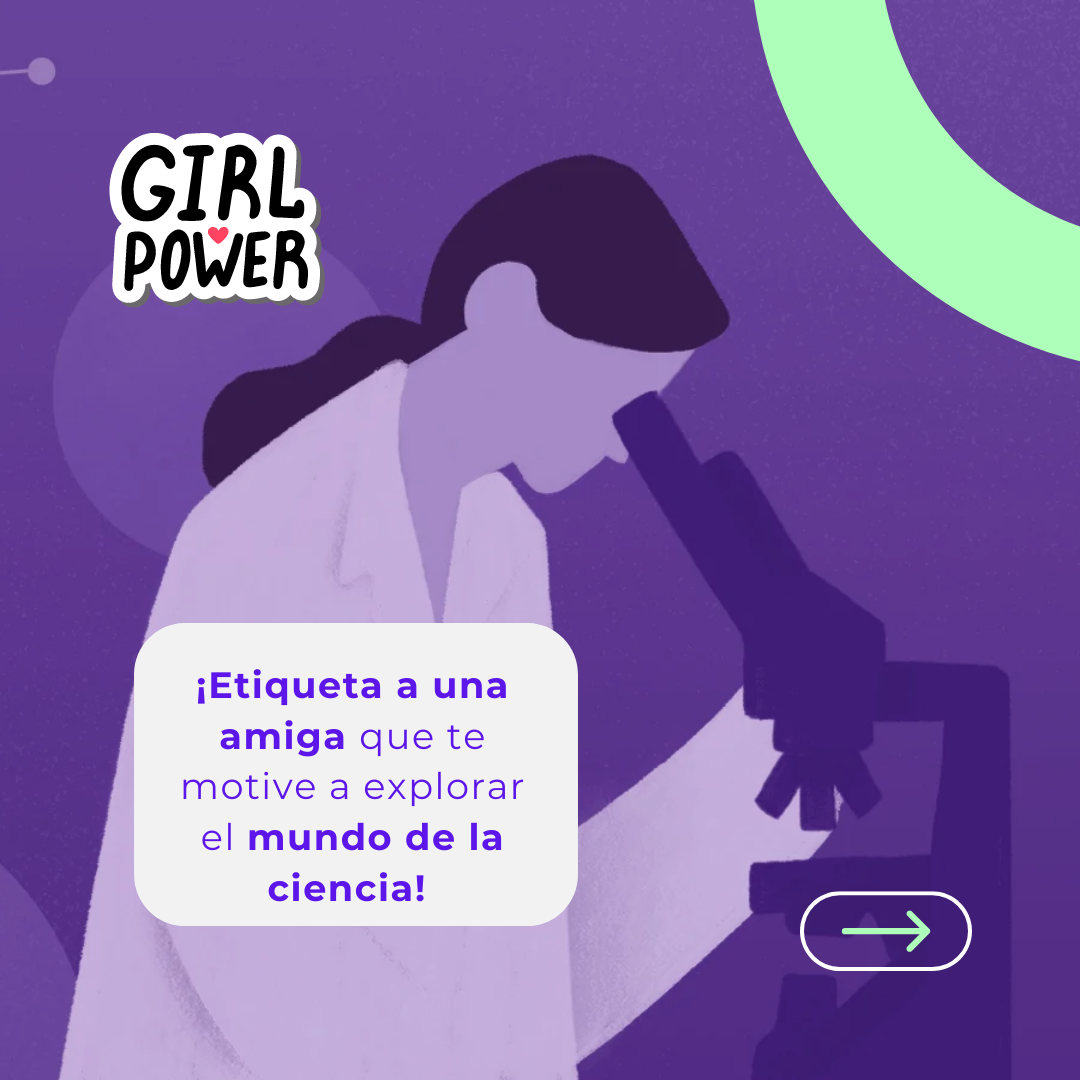 GIRL
POWER
¡Etiqueta a una
amiga que te
motive a explorar
el mundo de la
ciencia!